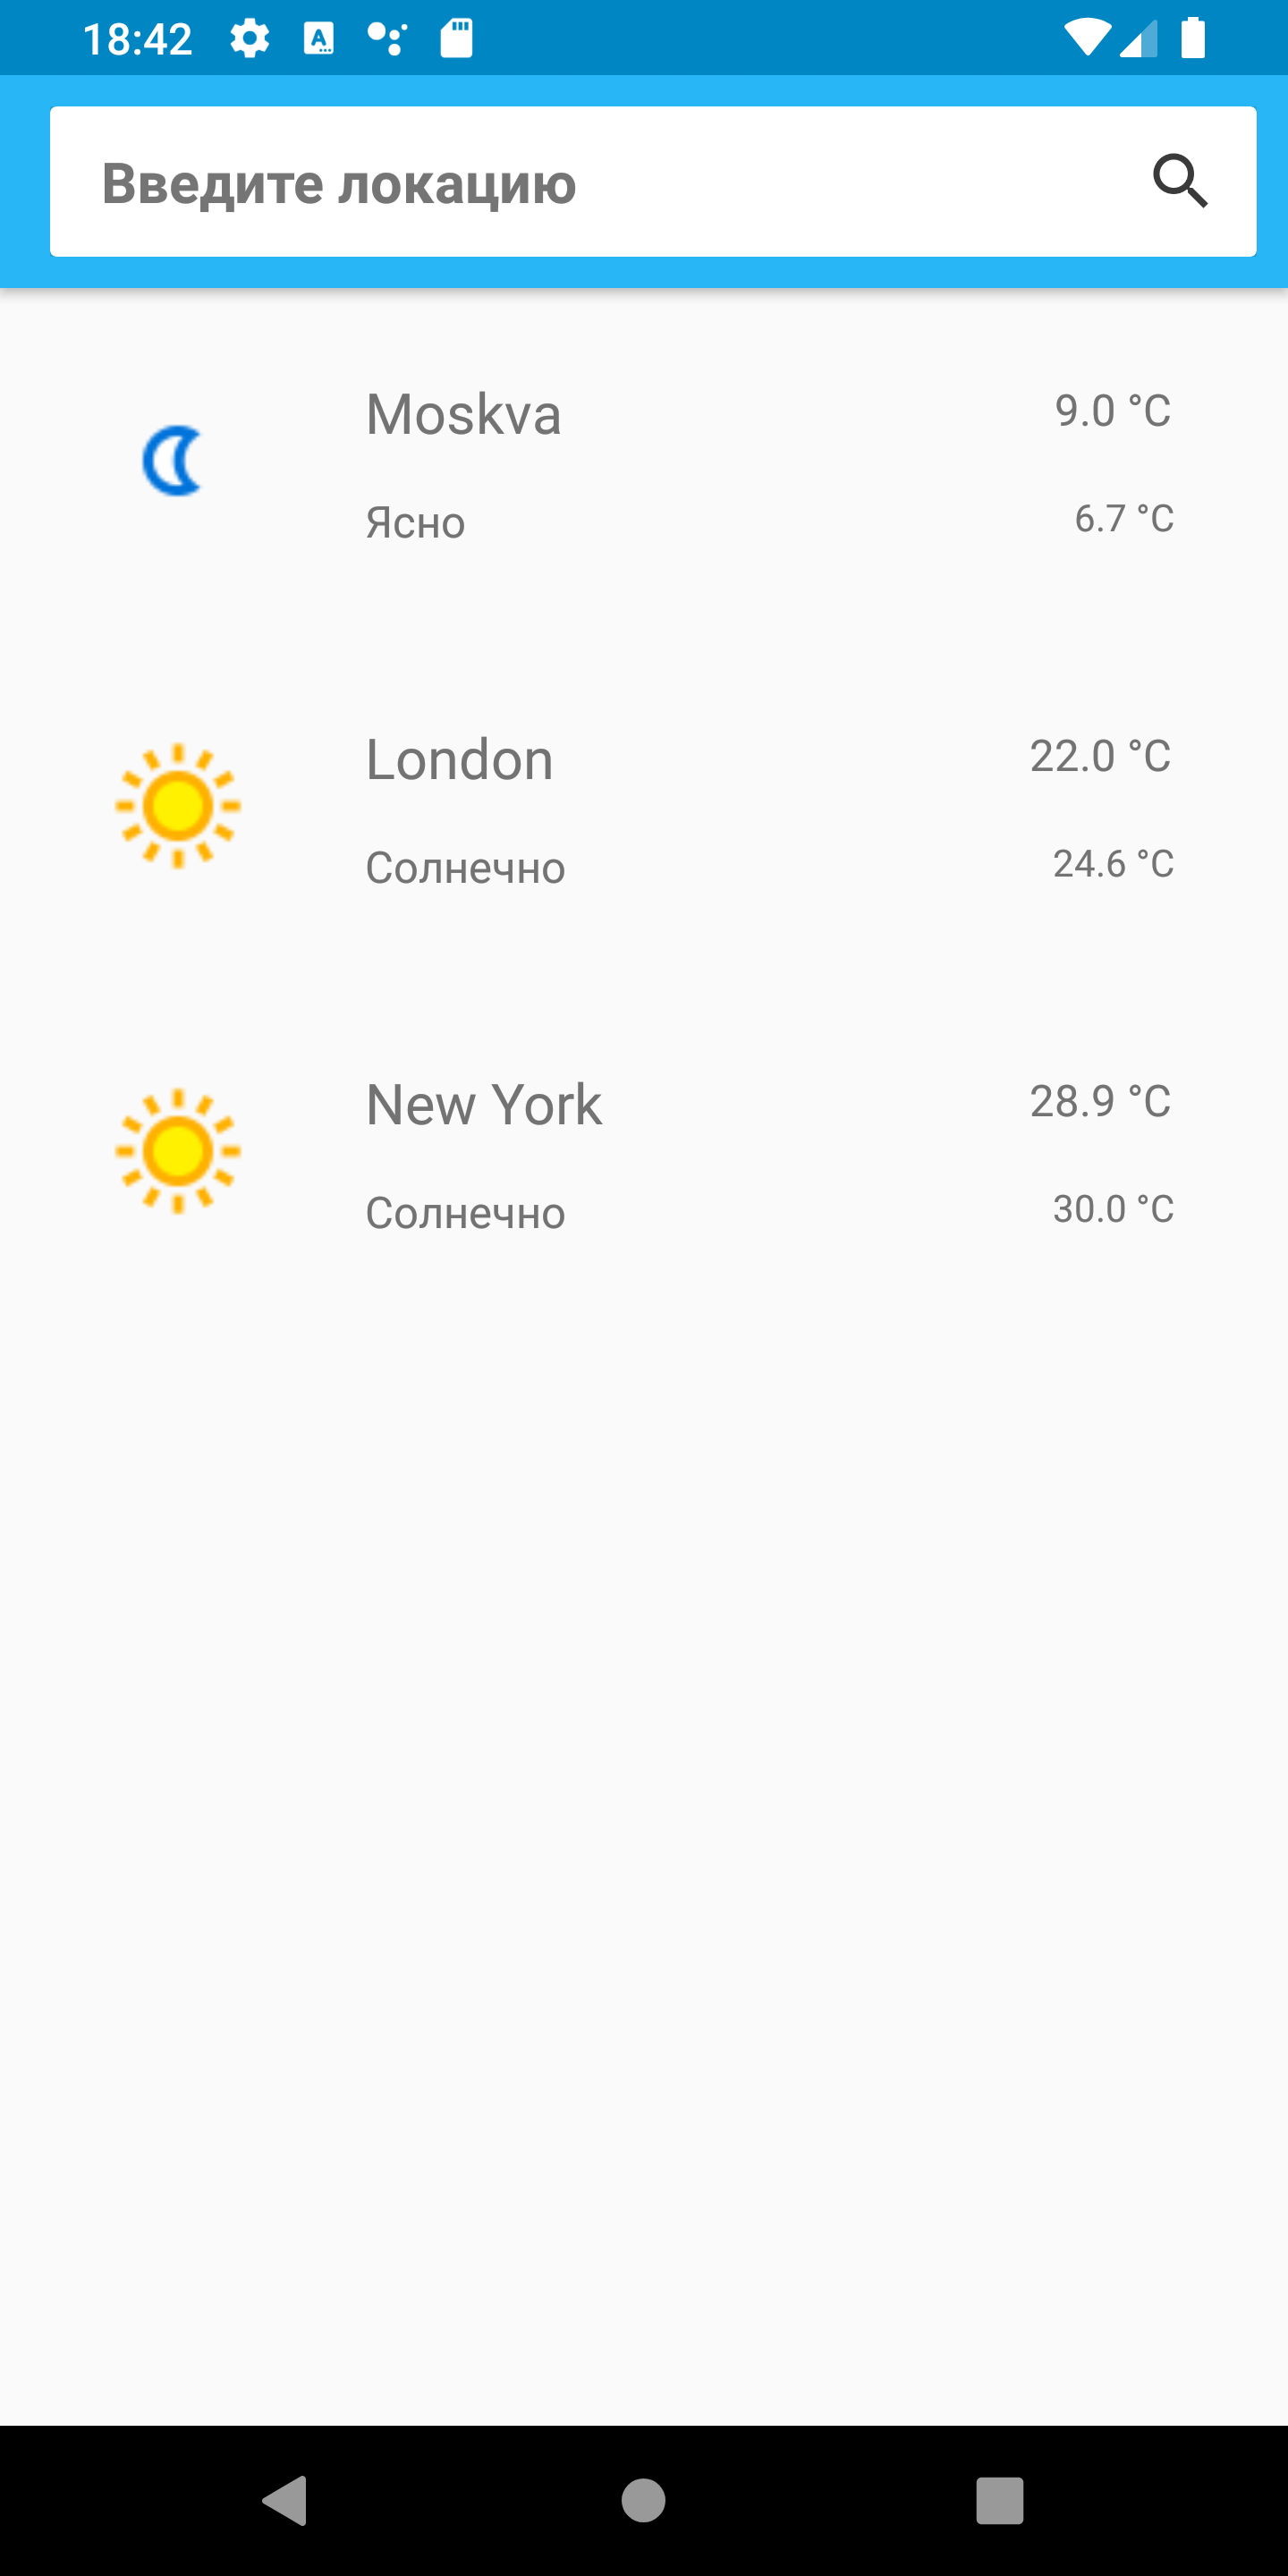 18:42
Введите локацию
Moskva 9.0 °C
Ясно 6.7 °C
London 22.0 °C
Солнечно 24.6 °C
New York 28.9 °C
Солнечно 30.0 °C